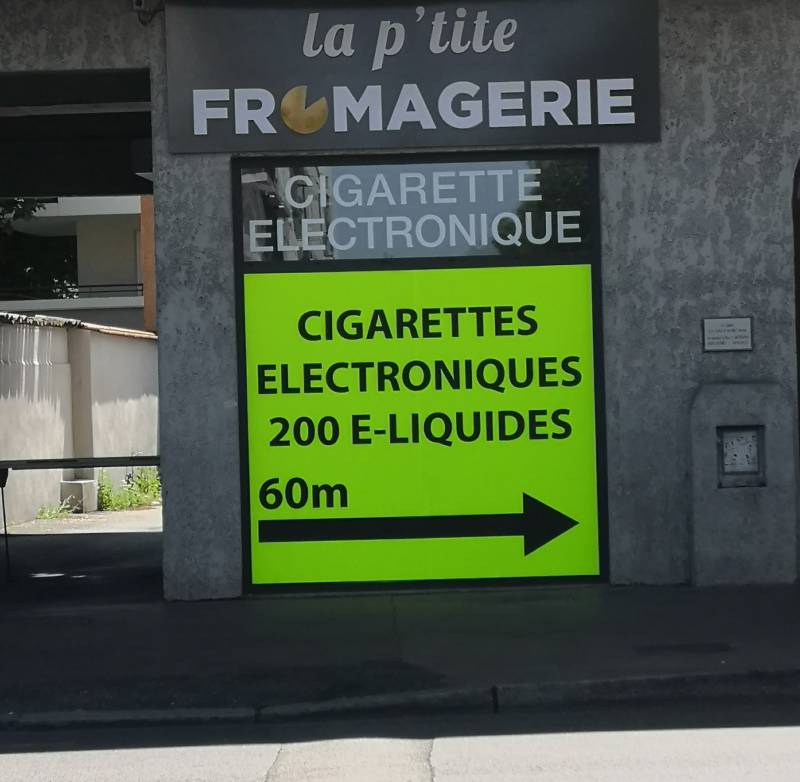 la p'tite
FROMAGERIE
CIGARETTE
ELECTRONIQUE
CIGARETTES
ELECTRONIQUES
200 E-LIQUIDES
60m